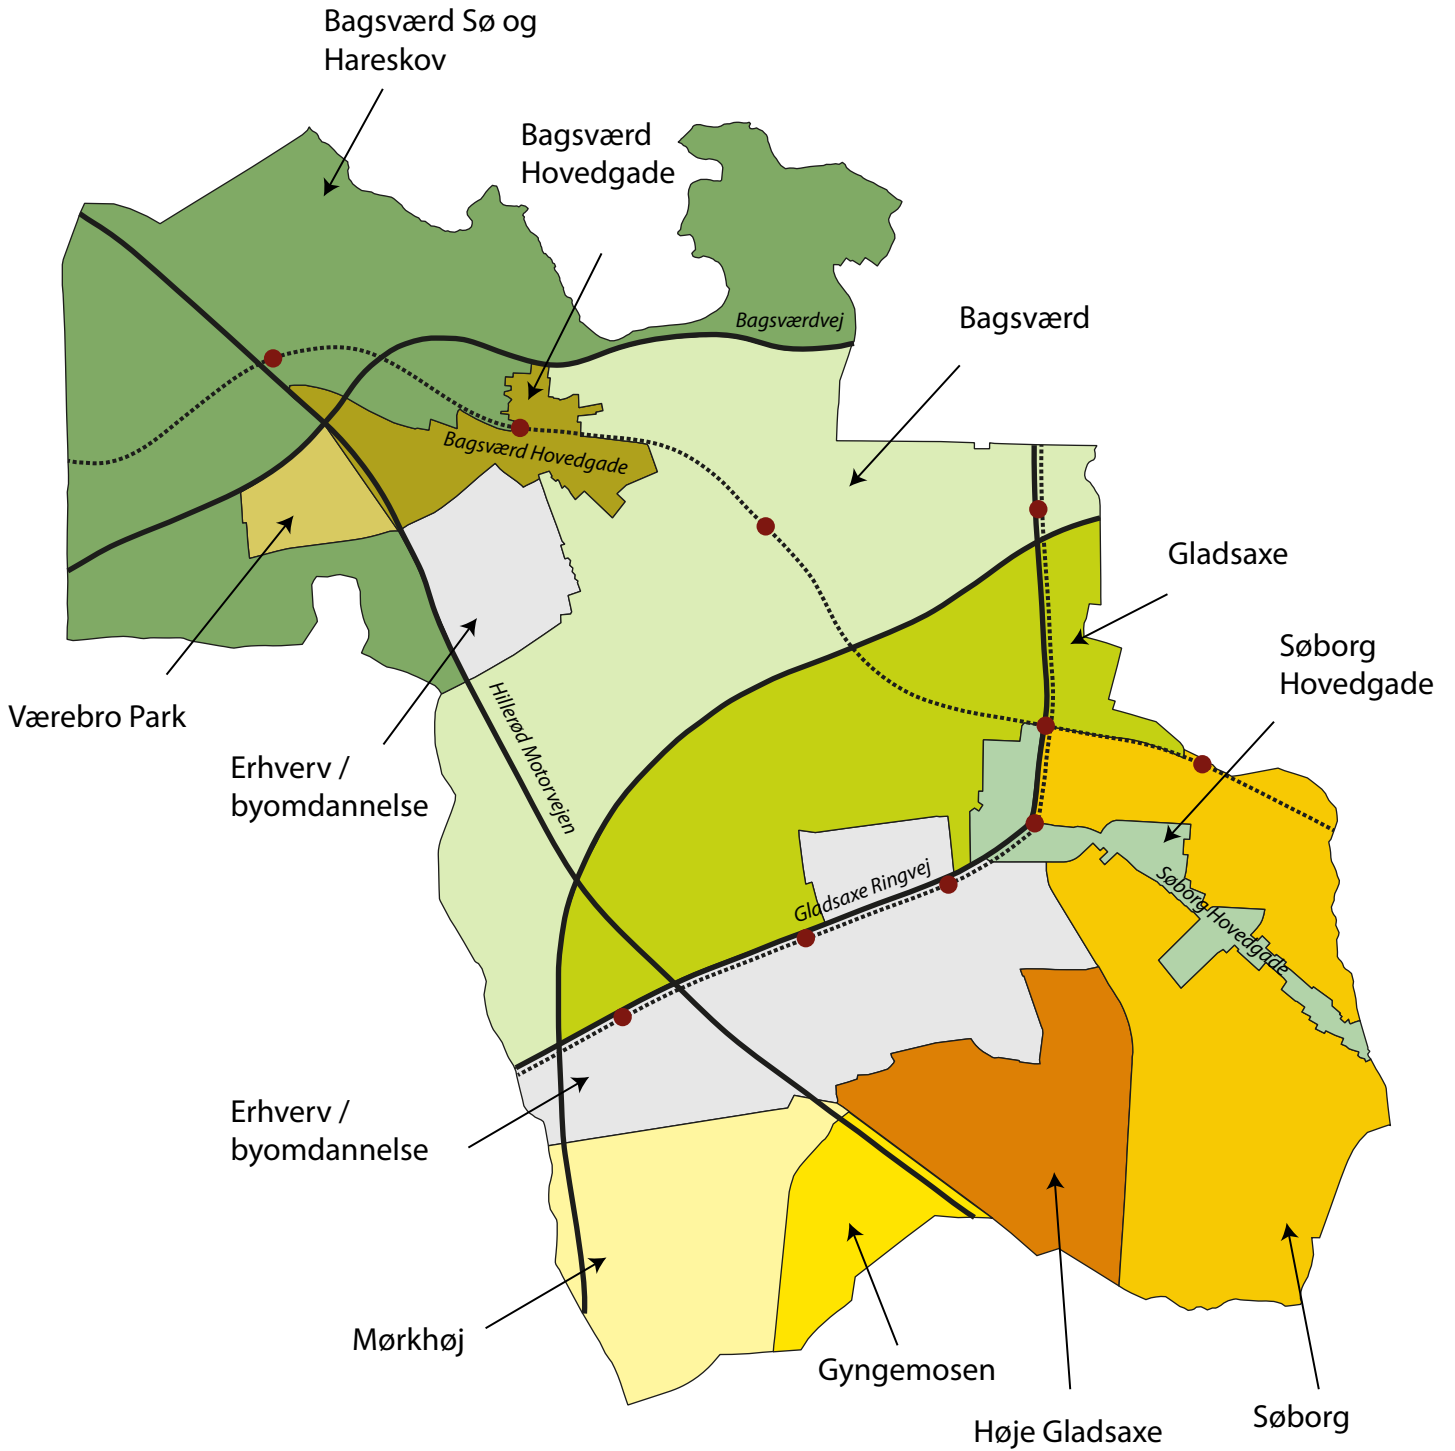 Bagsværd Sø og
Hareskov
Bagsværd
Hovedgade
Bagsværdvej
Bagsværd
Bagsværd Hovedgade
Gladsaxe
Søborg
Hovedgade
Værebro Park
Hillerød Motorvejen
Erhverv /
byomdannelse
Gladsaxe Ringvej
Søborg Hovedgade
Erhverv /
byomdannelse
Mørkhøj
Gyngemosen
Høje Gladsaxe
Søborg